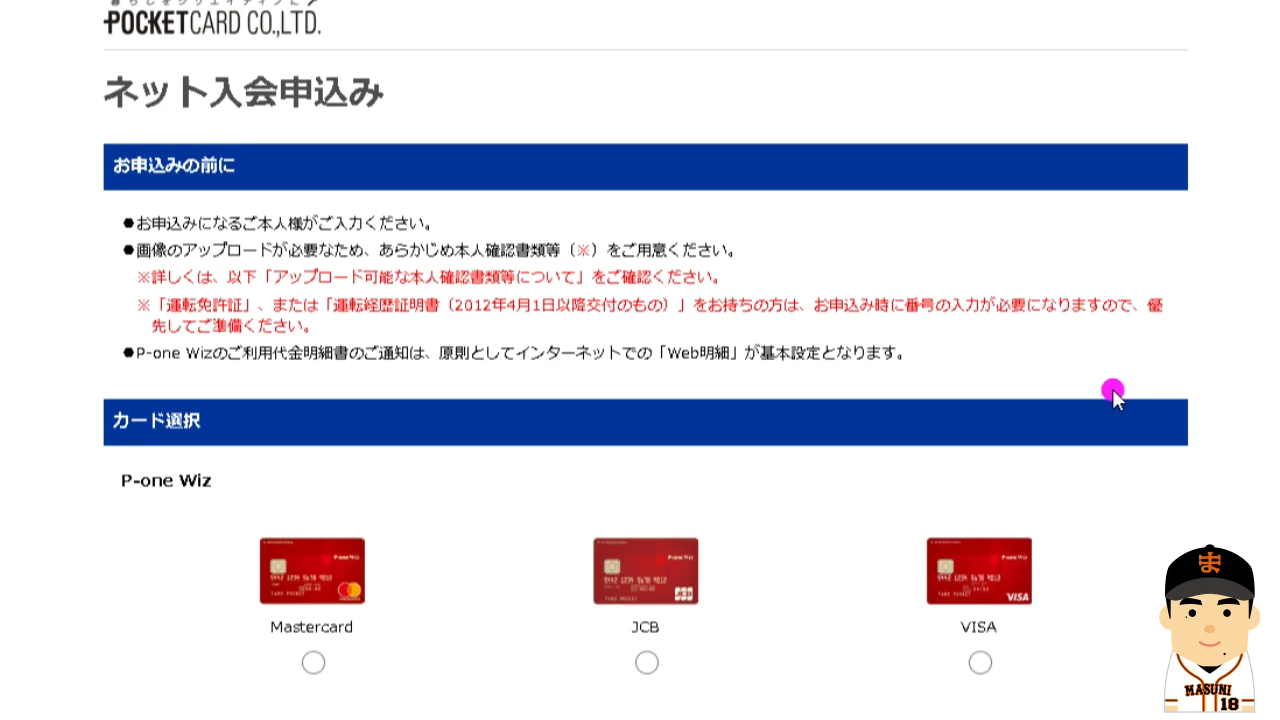 POCKETCARD CO.,LTD.
ネット入会申込み
お申込みの前に
●お申込みになるご本人様がご入力ください。
●画像のアップロードが必要なため、あらかじめ本人確認書類等（※）をご用意ください。
※詳しくは、以下「アップロード可能な本人確認書類等について」をご確認ください。
※「運転免許証」、または「運転経歴証明書（2012年4月1日以降交付のもの）」をお持ちの方は、お申込み時に番号の入力が必要になりますので、優
先してご準備ください。
●P-one Wizのご利用代金明細書のご通知は、原則としてインターネットでの「Web明細」が基本設定となります。
カード選択
P-one Wiz
Mastercard
JCB
VISA
JCB
VISA
ま
MASUNI
18